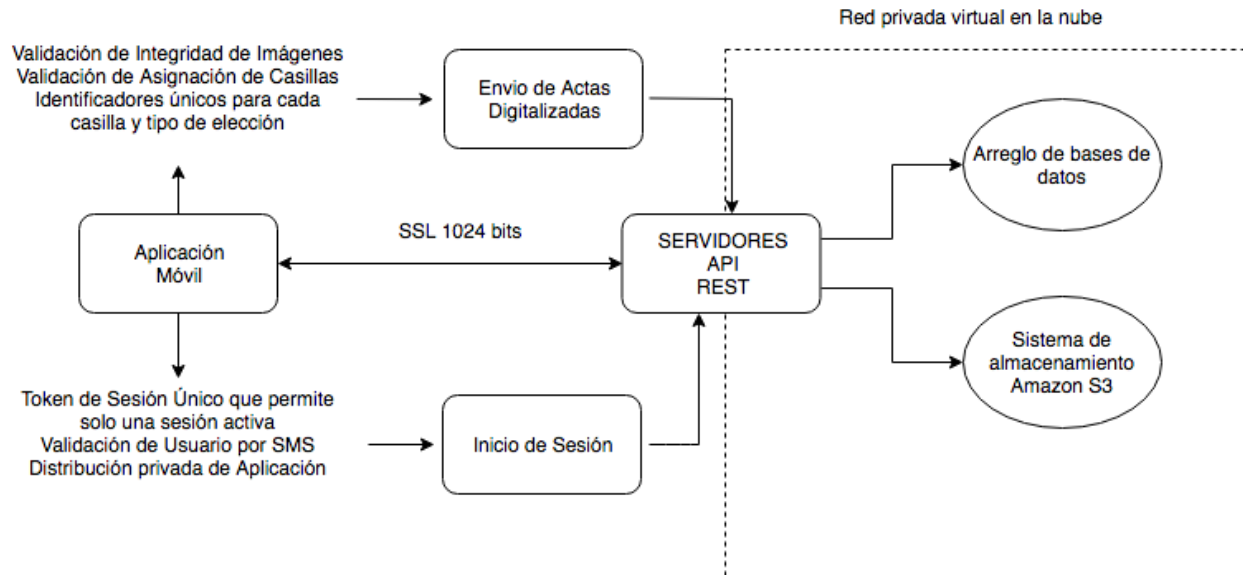 Red privada virtual en la nube
Validación de Integridad de Imágenes
Validación de Asignación de Casillas
Identificadores únicos para cada
casilla y tipo de elección
Envio de Actas
Digitalizadas
Arreglo de bases de
datos
Aplicación
Móvil
SSL 1024 bits
SERVIDORES
API
REST
Sistema de
almacenamiento
Amazon S3
Token de Sesión Único que permite
solo una sesión activa
Validación de Usuario por SMS
Distribución privada de Aplicación
Inicio de Sesión